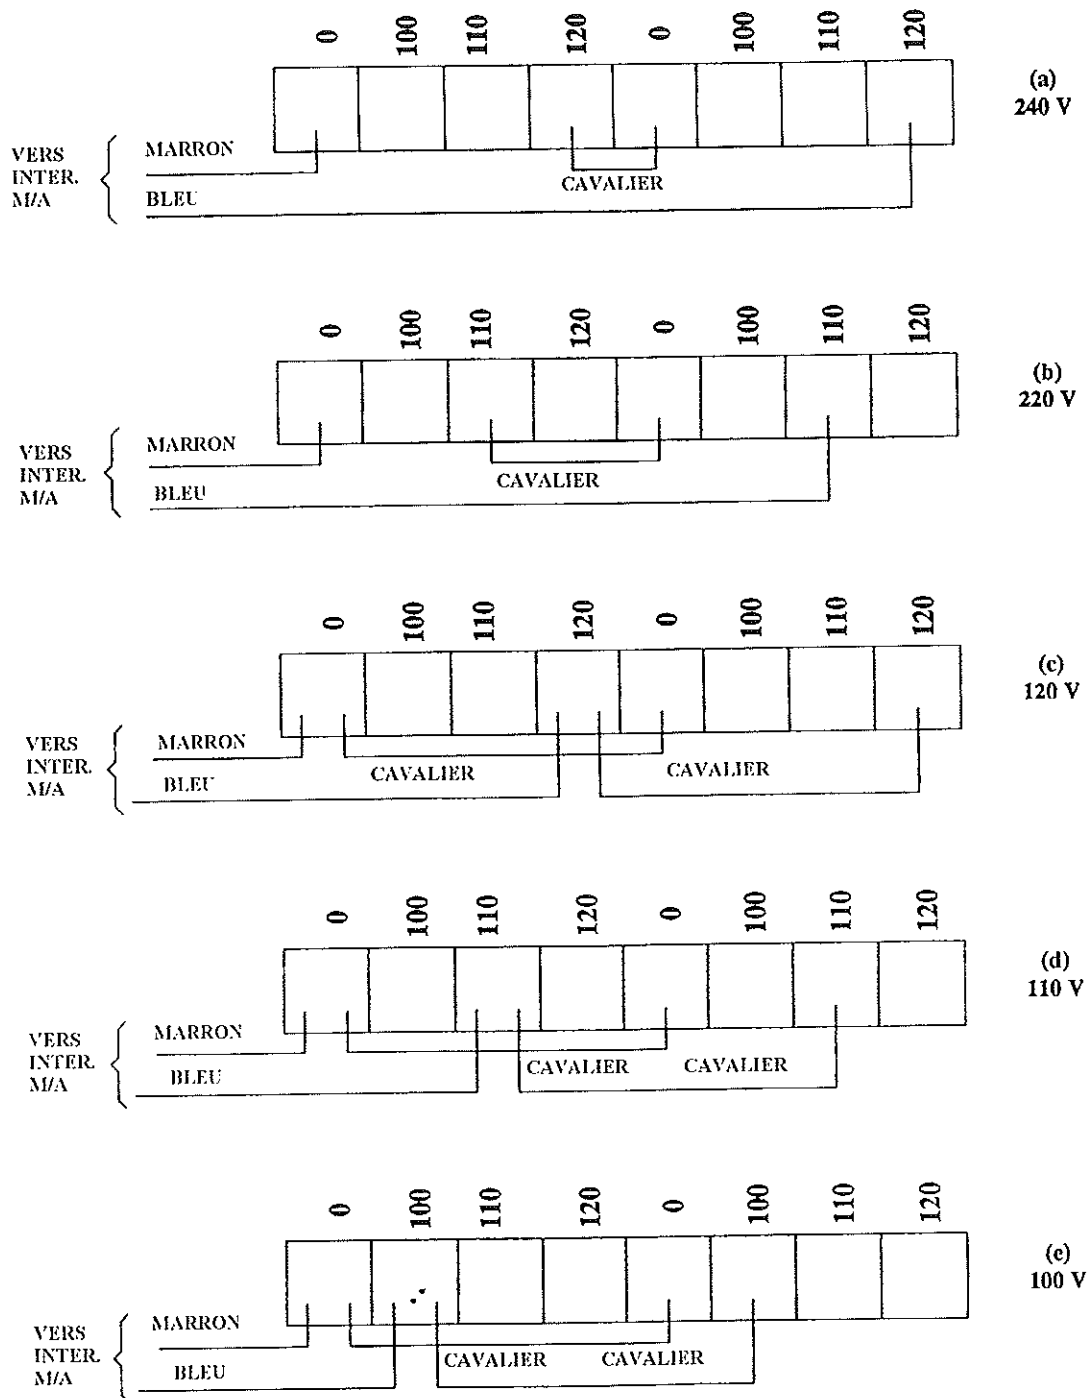 0 100 110 120 0 100 110 120
(a)
240 V
VERS
INTER.
M/A
MARRON
BLEU
CAVALIER
0 100 110 120 0 100 110 120
(b)
220 V
VERS
INTER.
M/A
MARRON
BLEU
CAVALIER
0 100 110 120 0 100 110 120
(c)
120 V
VERS
INTER.
M/A
MARRON
BLEU
CAVALIER
CAVALIER
0 100 110 120 0 100 110 120
(d)
110 V
VERS
INTER.
M/A
MARRON
BLEU
CAVALIER
CAVALIER
0 100 110 120 0 100 110 120
(e)
100 V
VERS
INTER.
M/A
MARRON
BLEU
CAVALIER
CAVALIER